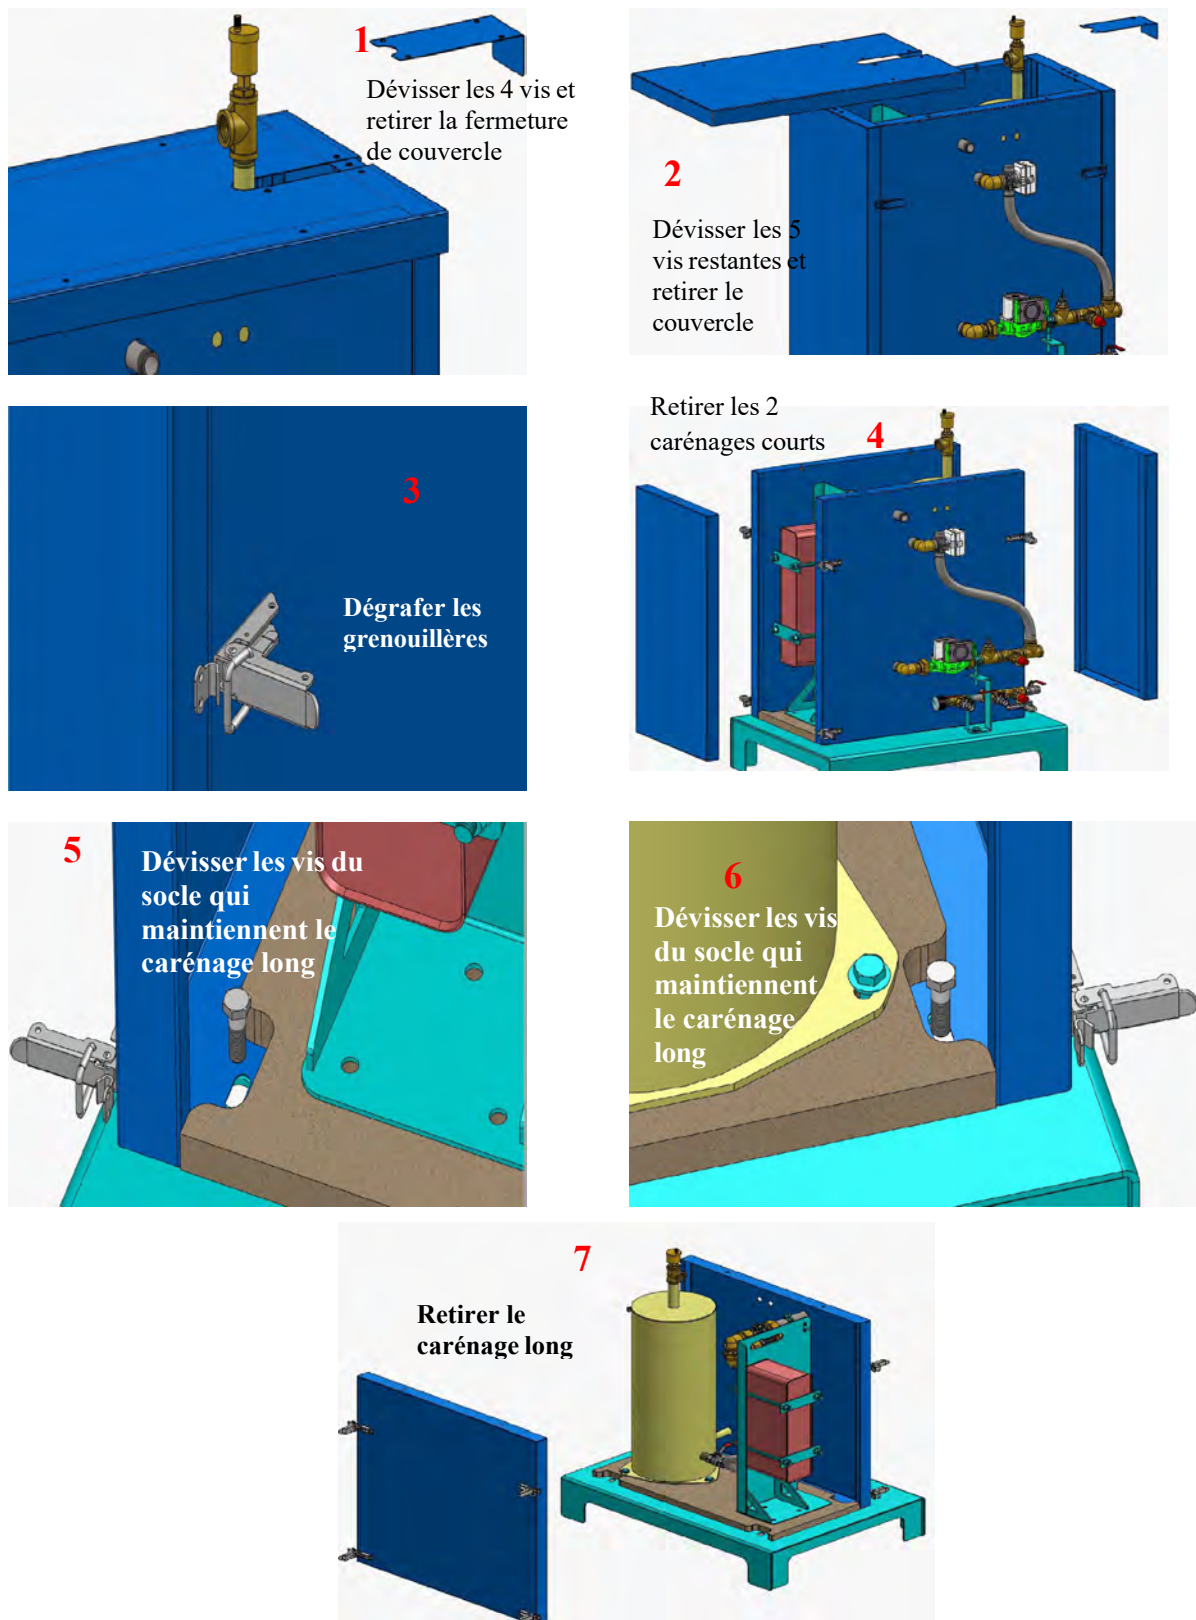 1
Dévisser les 4 vis et
retirer la fermeture
de couvercle
2
Dévisser les 5
vis restantes et
retirer le
couvercle
3
Dégrafer les
grenouillères
Retirer les 2
carénages courts
4
5
Dévisser les vis du
socle qui
maintiennent le
carénage long
6
Dévisser les vis
du socle qui
maintiennent
le carénage
long
7
Retirer le
carénage long